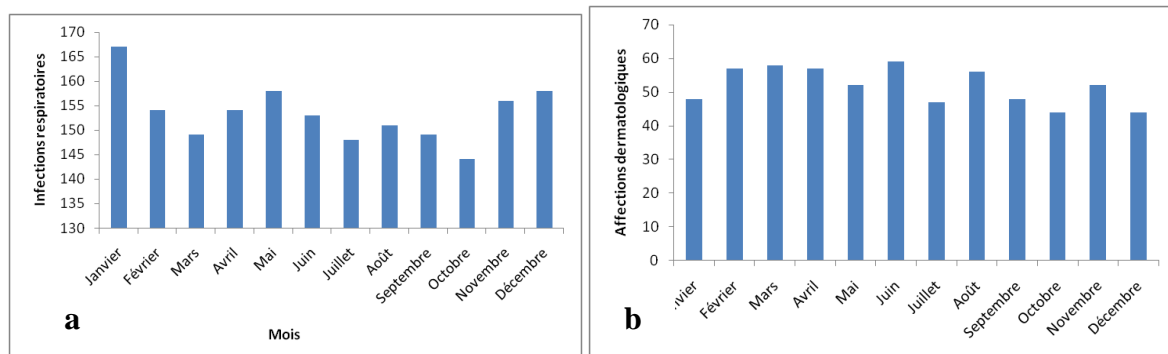 Infections respiratoires
170
165
160
155
150
145
140
135
130
Janvier
Février
Mars
Avril
Mai
Juin
Juillet
Août
Septembre
Octobre
Novembre
Décembre
Mois
a
Affections dermatologiques
70
60
50
40
30
20
10
0
nvier
Février
Mars
Avril
Mai
Juin
Juillet
Août
Septembre
Octobre
Novembre
Décembre
b